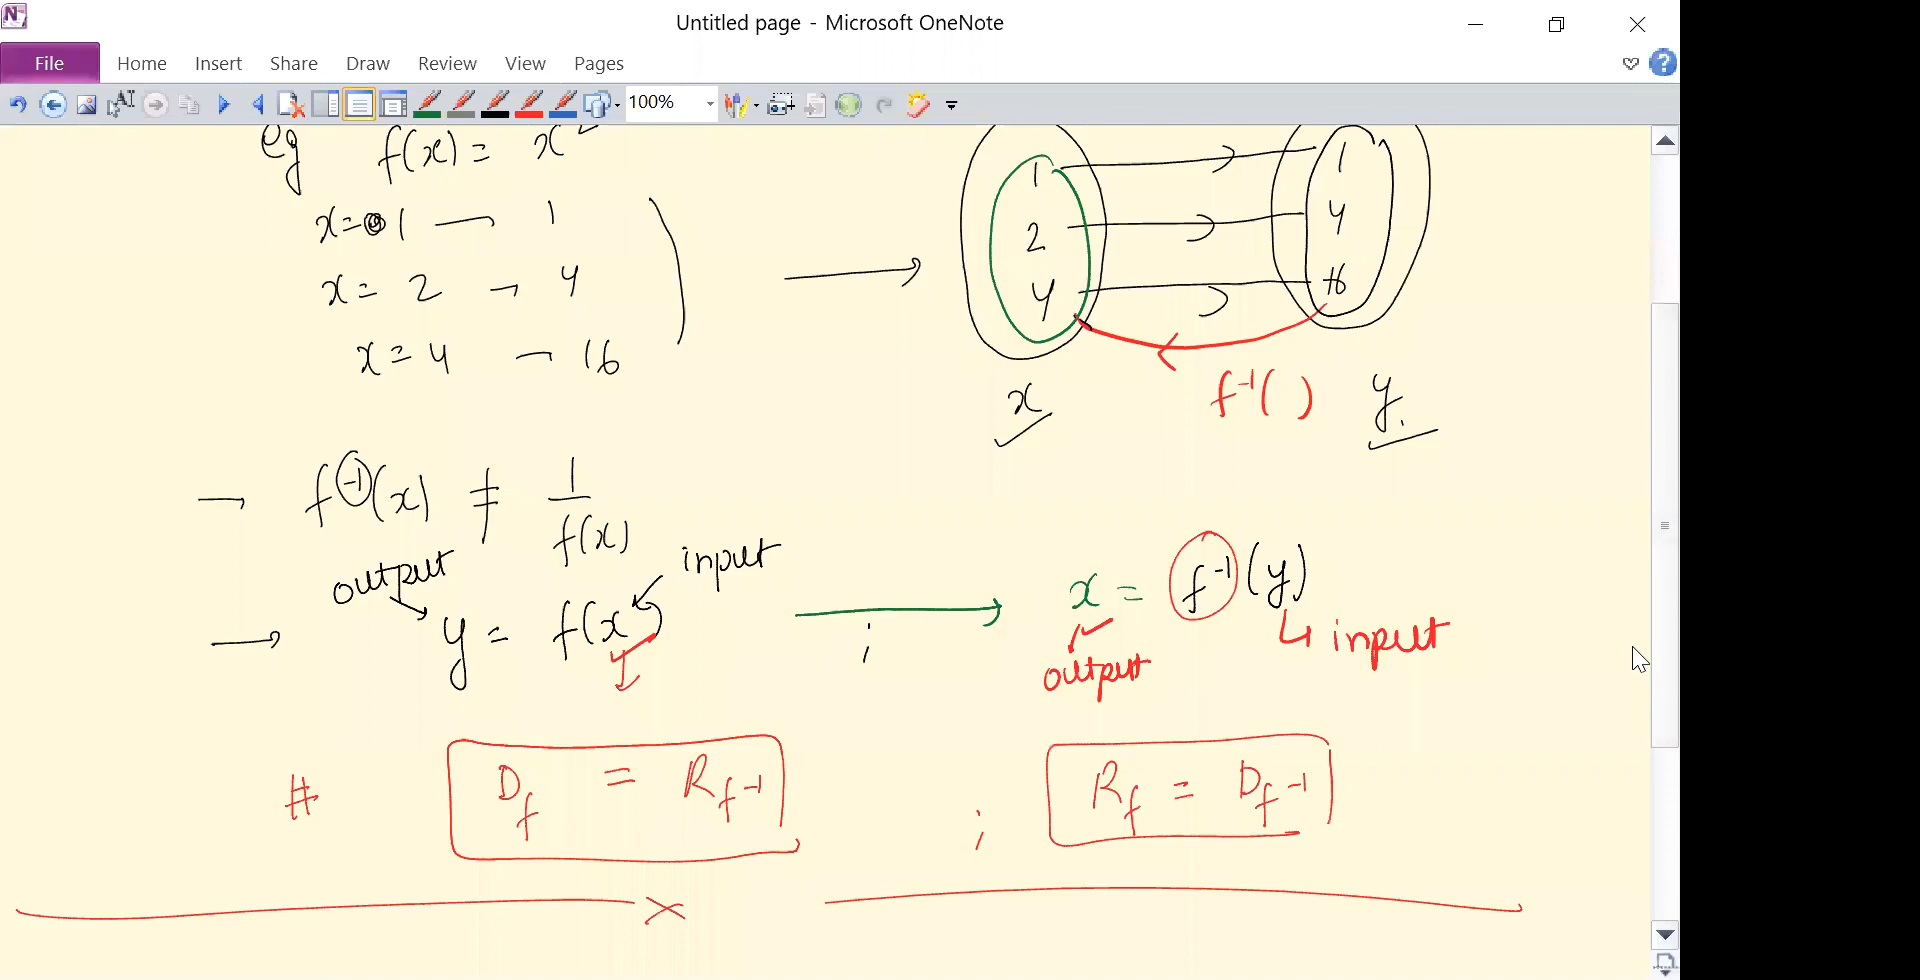 Untitled page - Microsoft OneNote
File Home Insert Share Draw Review View Pages
100%
eg f(x) = x²
x = 1 — 1
x = 2 → 4
x = 4 → 16
1 1
2 4
4 16
x f⁻¹( ) y
→ f⁻¹(x) ≠ 1/f(x)
output input
→ y = f(x) → ; x = f⁻¹(y)
output input
# D_f = R_f⁻¹ ; R_f = D_f⁻¹